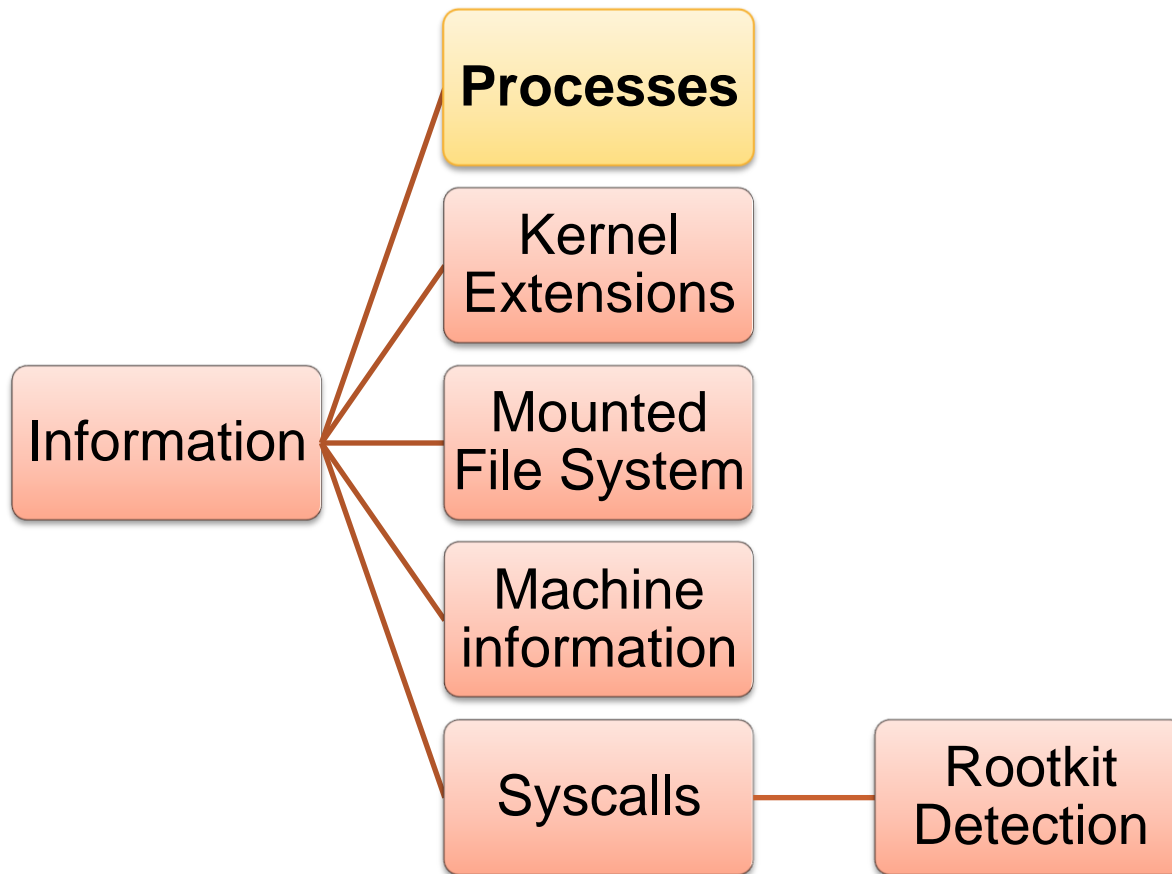 Processes
Kernel
Extensions
Information
Mounted
File System
Machine
information
Syscalls
Rootkit
Detection